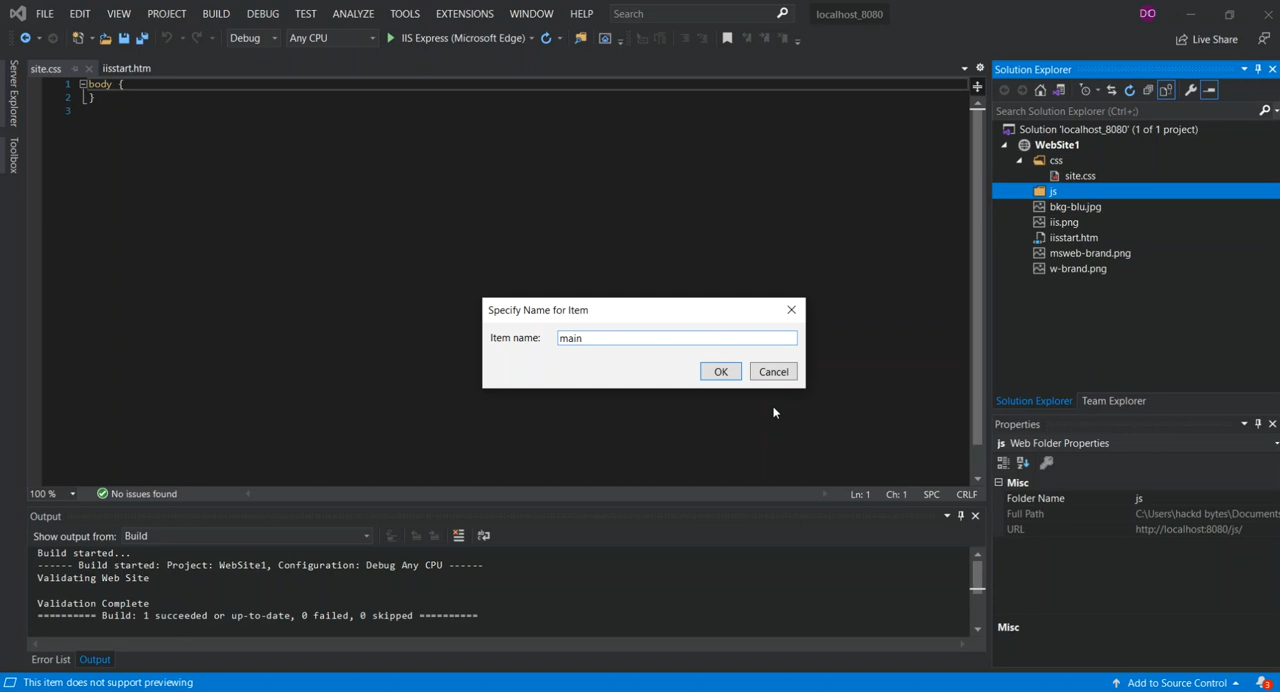 FILE EDIT VIEW PROJECT BUILD DEBUG TEST ANALYZE TOOLS EXTENSIONS WINDOW HELP Search localhost_8080 DO
Debug Any CPU IIS Express (Microsoft Edge) Live Share
Server Explorer
Toolbox
site.css iisstart.htm
1 body {
2 }
3
Specify Name for Item
Item name: main
OK Cancel
100 % No issues found Ln: 1 Ch: 1 SPC CRLF
Output
Show output from: Build
Build started...
------ Build started: Project: WebSite1, Configuration: Debug Any CPU ------
Validating Web Site
Validation Complete
========== Build: 1 succeeded or up-to-date, 0 failed, 0 skipped ==========
Error List Output
Solution Explorer
Search Solution Explorer (Ctrl+;)
Solution 'localhost_8080' (1 of 1 project)
WebSite1
css
site.css
js
bkg-blu.jpg
iis.png
iisstart.htm
msweb-brand.png
w-brand.png
Solution Explorer Team Explorer
Properties
js Web Folder Properties
Misc
Folder Name js
Full Path C:\Users\hackd bytes\Documents
URL http://localhost:8080/js/
Misc
This item does not support previewing Add to Source Control 3